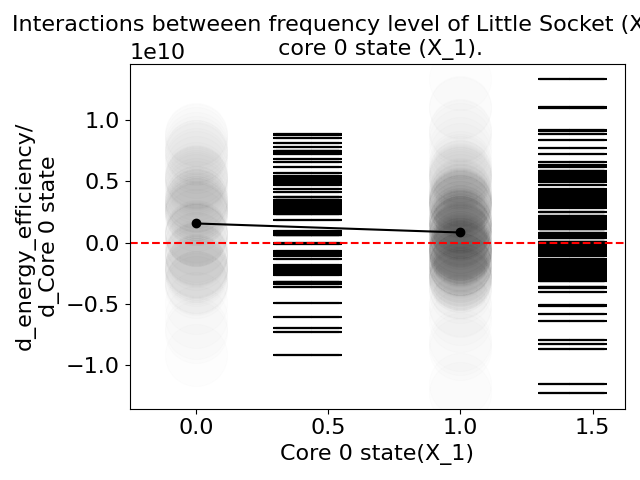 Interactions betweeen frequency level of Little Socket (X
core 0 state (X_1).
1e10
1.0
0.5
0.0
−0.5
−1.0
d_energy_efficiency/
d_Core 0 state
0.0 0.5 1.0 1.5
Core 0 state(X_1)